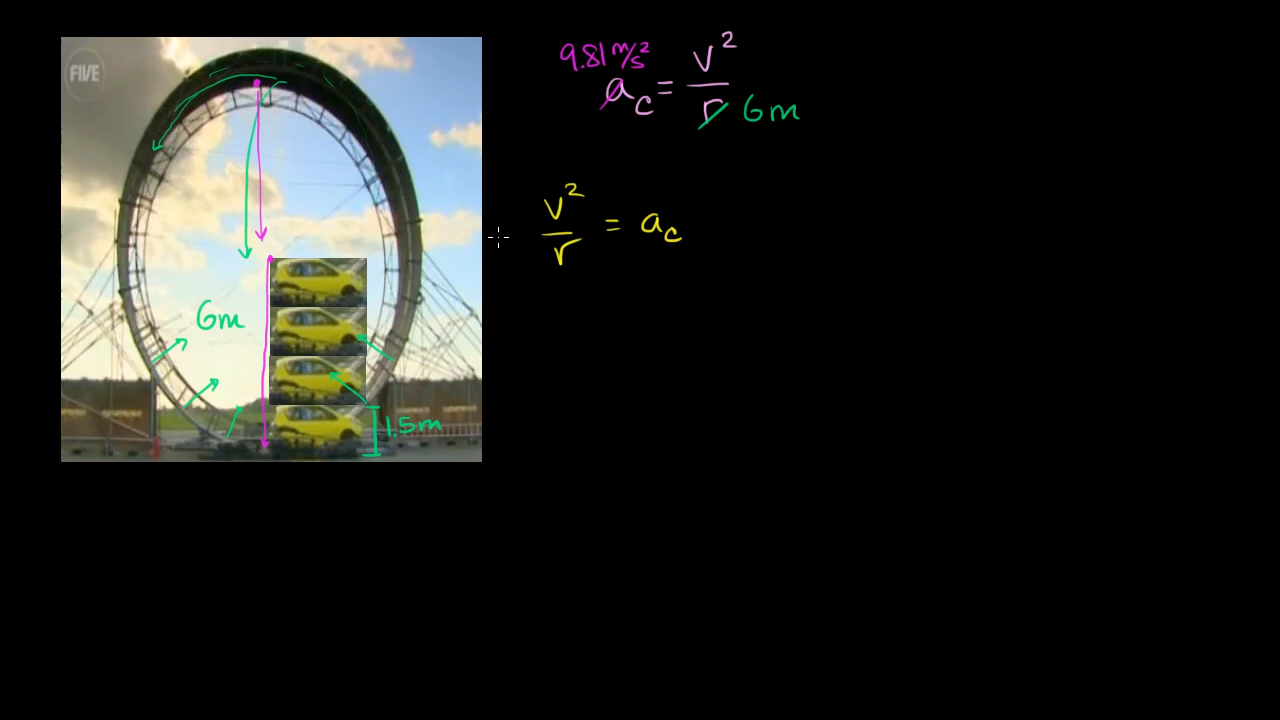 FIVE
9.81 m/s²
a_c = v²/r 6m
v²/r = a_c
6m
1.5m